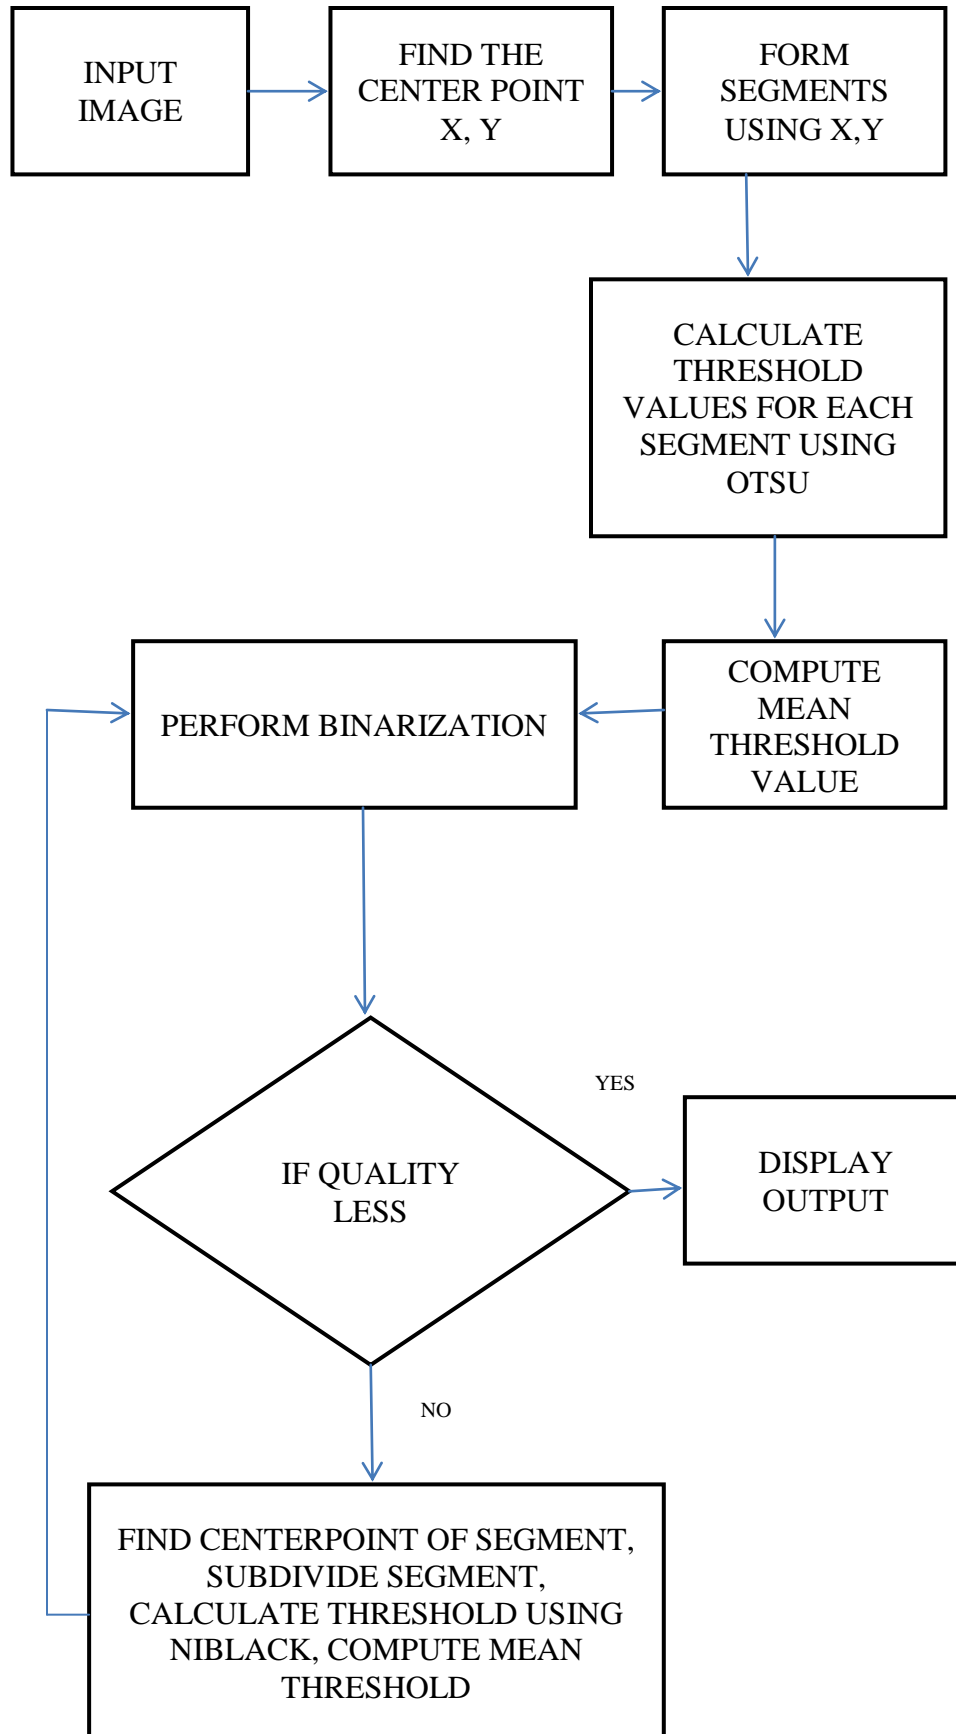 INPUT
IMAGE
FIND THE
CENTER POINT
X, Y
FORM
SEGMENTS
USING X,Y
CALCULATE
THRESHOLD
VALUES FOR EACH
SEGMENT USING
OTSU
COMPUTE
MEAN
THRESHOLD
VALUE
PERFORM BINARIZATION
IF QUALITY
LESS
YES
DISPLAY
OUTPUT
NO
FIND CENTERPOINT OF SEGMENT,
SUBDIVIDE SEGMENT,
CALCULATE THRESHOLD USING
NIBLACK, COMPUTE MEAN
THRESHOLD